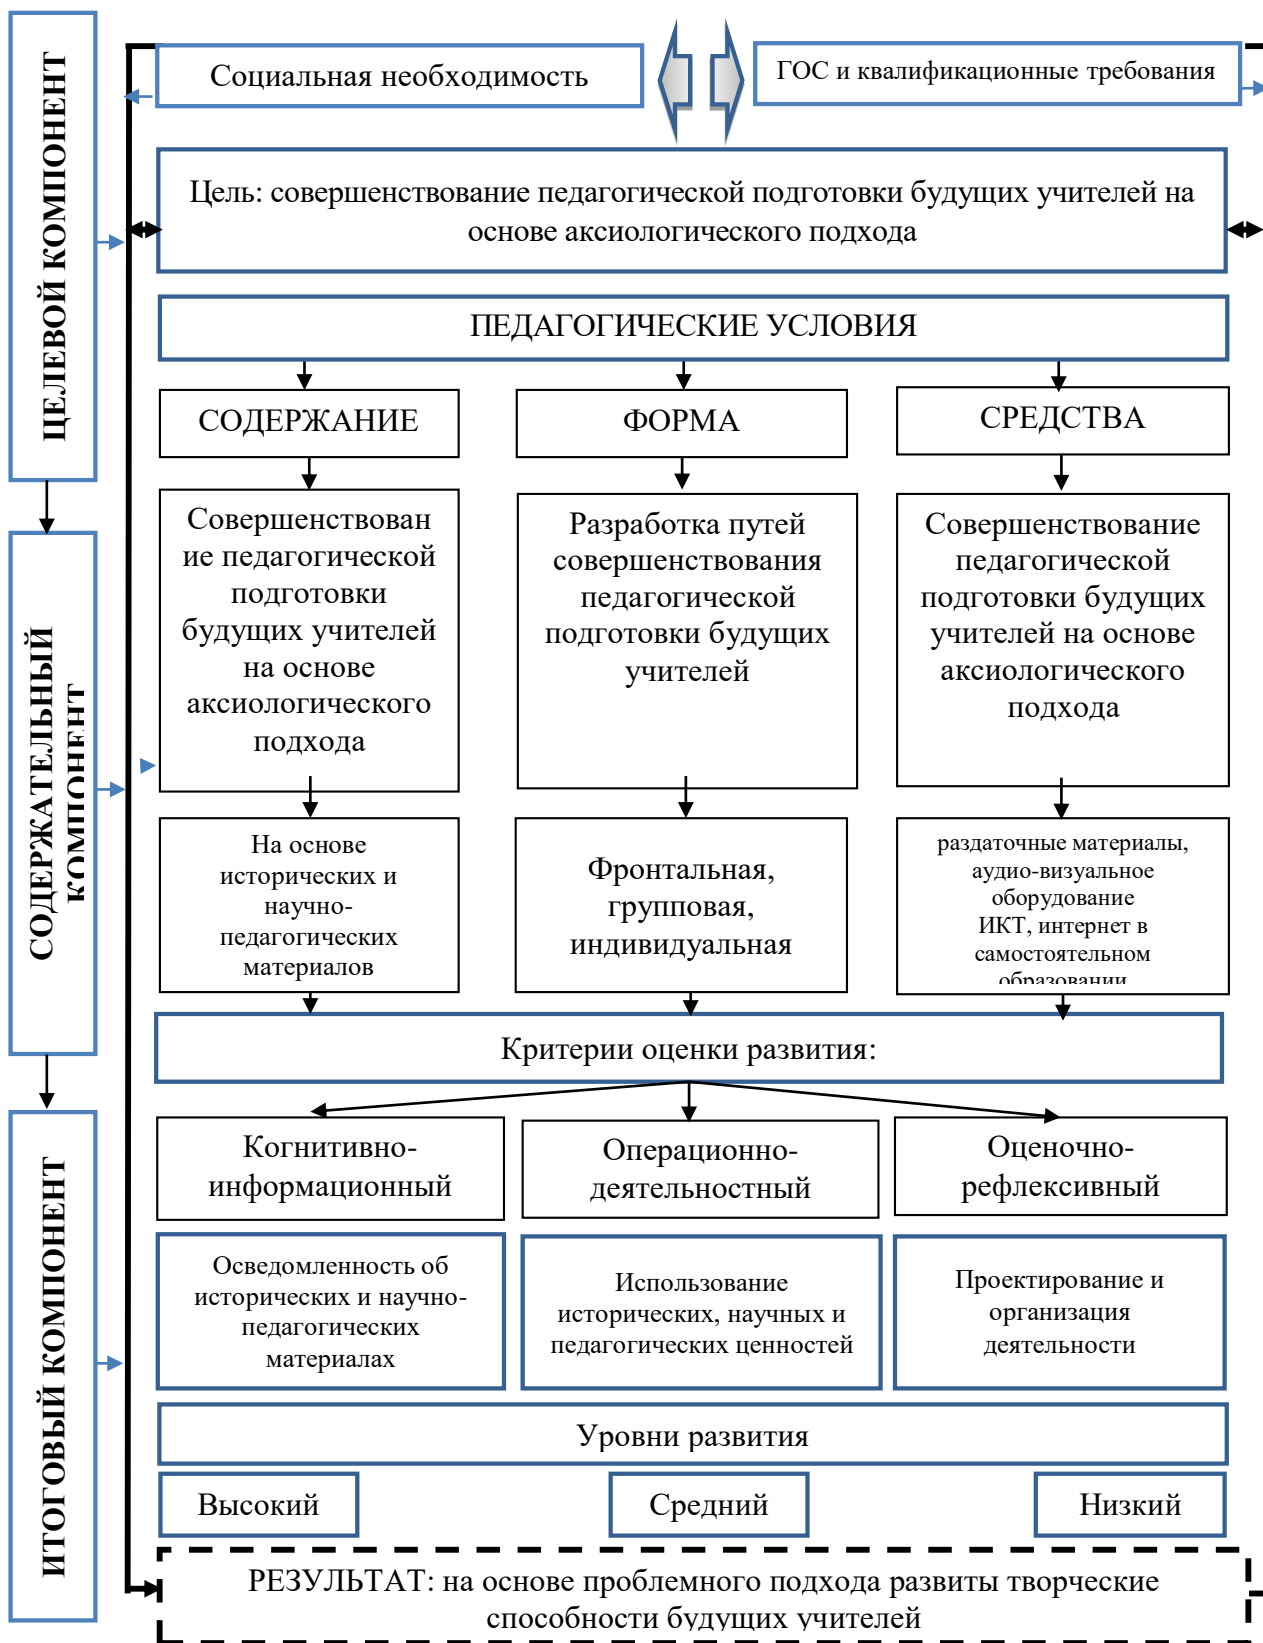 ЦЕЛЕВОЙ КОМПОНЕНТ
Социальная необходимость
ГОС и квалификационные требования
Цель: совершенствование педагогической подготовки будущих учителей на
основе аксиологического подхода
ПЕДАГОГИЧЕСКИЕ УСЛОВИЯ
СОДЕРЖАНИЕ
ФОРМА
СРЕДСТВА
СОДЕРЖАТЕЛЬНЫЙ
КОМПОНЕНТ
Совершенствован
ие педагогической
подготовки
будущих учителей
на основе
аксиологического
подхода
Разработка путей
совершенствования
педагогической
подготовки будущих
учителей
Совершенствование
педагогической
подготовки будущих
учителей на основе
аксиологического
подхода
На основе
исторических и
научно-
педагогических
материалов
Фронтальная,
групповая,
индивидуальная
раздаточные материалы,
аудио-визуальное
оборудование
ИКТ, интернет в
самостоятельном
образовании
Критерии оценки развития:
ИТОГОВЫЙ КОМПОНЕНТ
Когнитивно-
информационный
Операционно-
деятельностный
Оценочно-
рефлексивный
Осведомленность об
исторических и научно-
педагогических
материалах
Использование
исторических, научных и
педагогических ценностей
Проектирование и
организация
деятельности
Уровни развития
Высокий
Средний
Низкий
РЕЗУЛЬТАТ: на основе проблемного подхода развиты творческие
способности будущих учителей